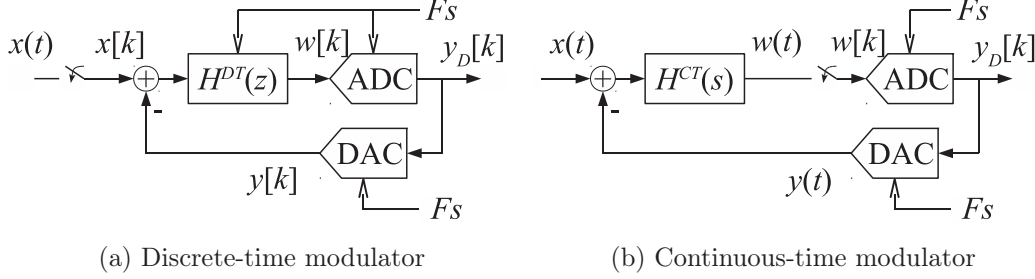 Fs
x(t) x[k] w[k] y_D[k]
+ H^{DT}(z) ADC
-
DAC
y[k]
Fs
(a) Discrete-time modulator
Fs
x(t) w(t) w[k] y_D[k]
+ H^{CT}(s) ADC
-
DAC
y(t)
Fs
(b) Continuous-time modulator